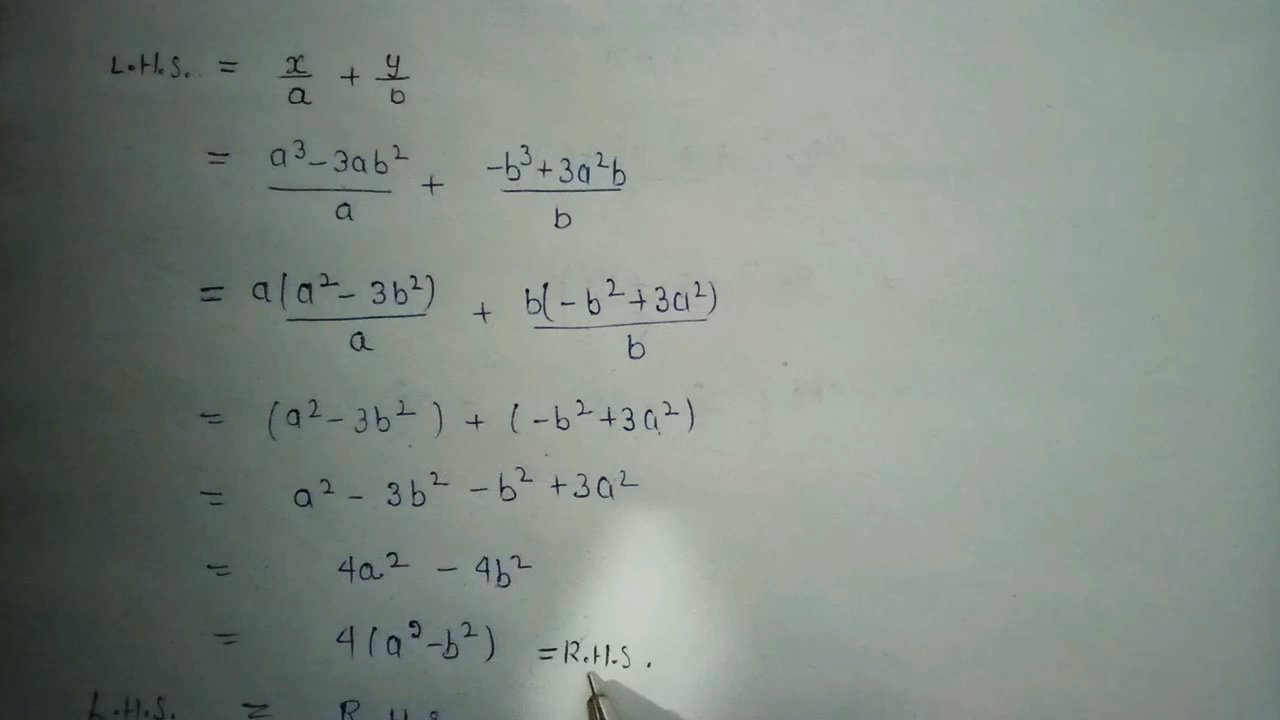 L.H.S. = x/a + y/b
= a³ - 3ab² / a + -b³ + 3a²b / b
= a(a² - 3b²) / a + b(-b² + 3a²) / b
= (a² - 3b²) + (-b² + 3a²)
= a² - 3b² - b² + 3a²
= 4a² - 4b²
= 4(a² - b²) = R.H.S.
L.H.S. = R.H.S